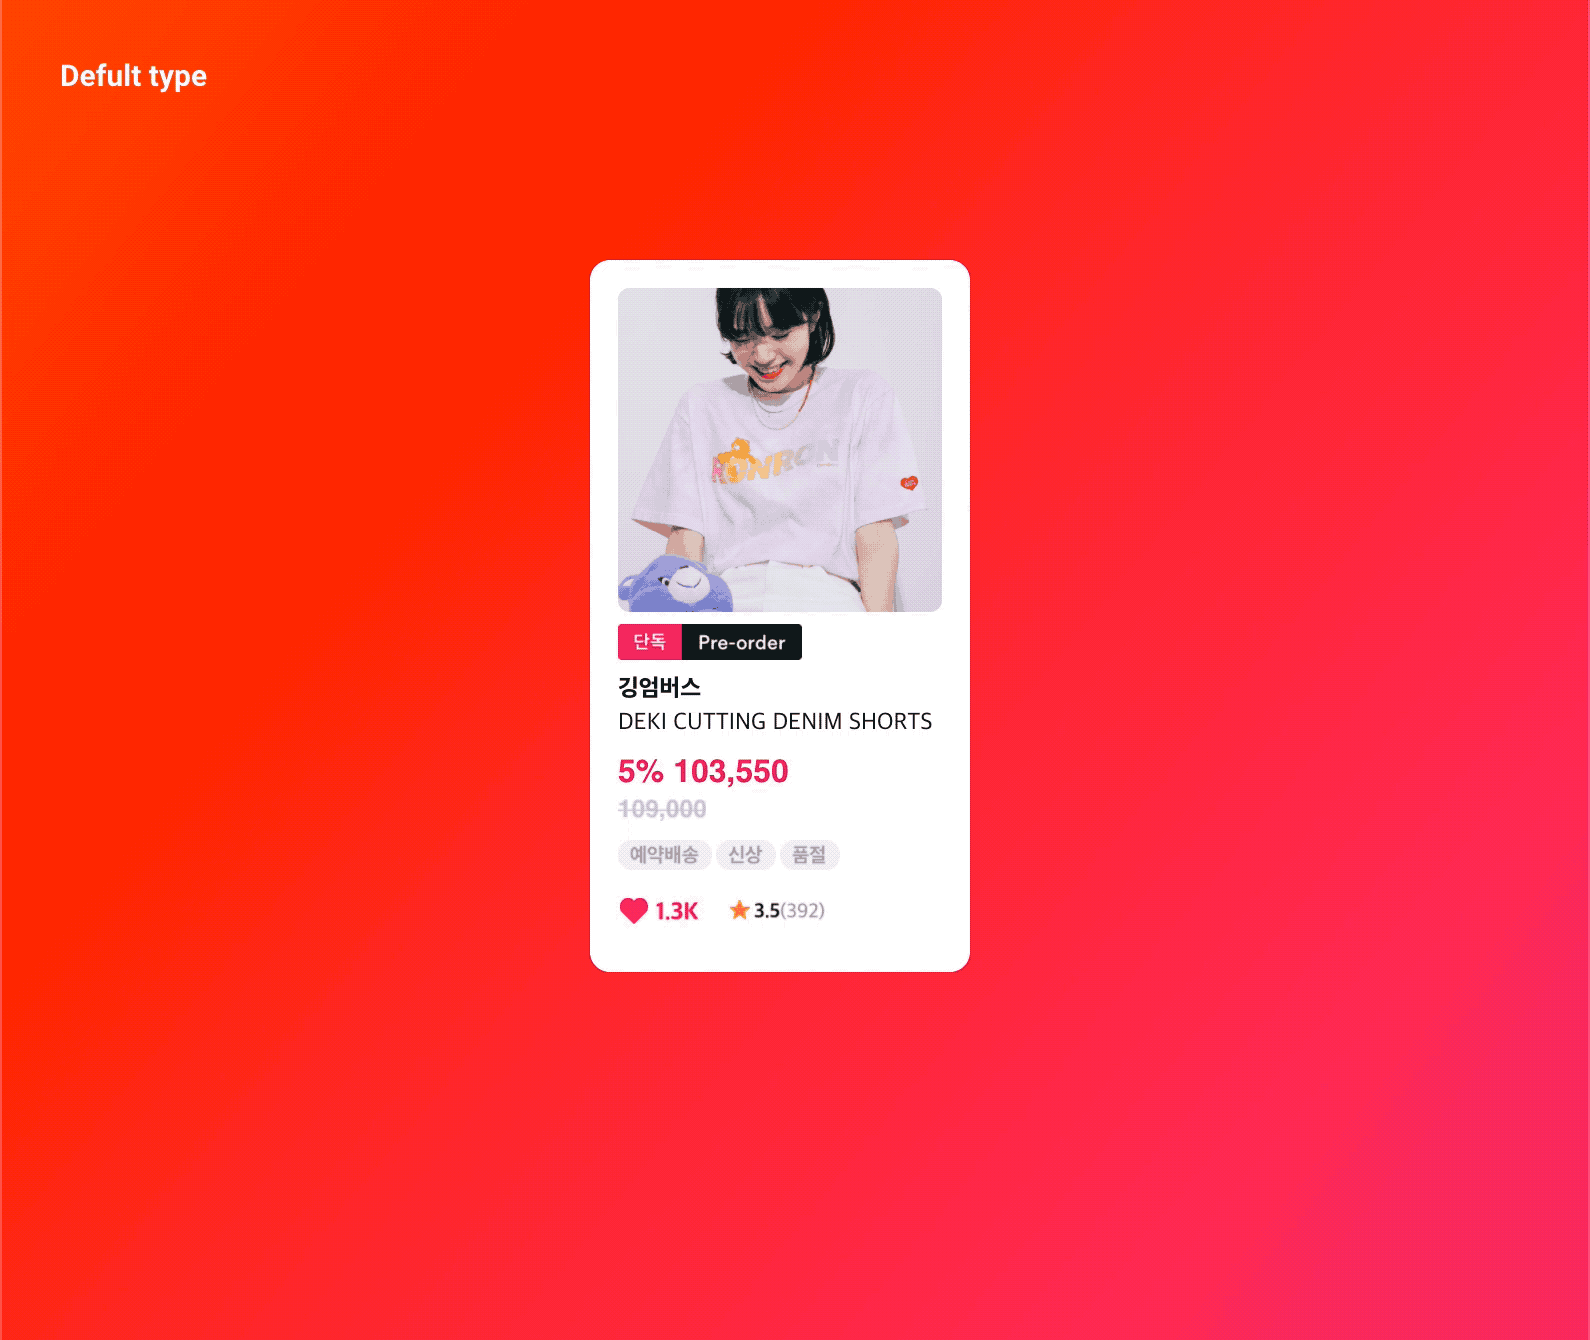 Defult type
RONRON
단독 Pre-order
깅엄버스
DEKI CUTTING DENIM SHORTS
5% 103,550
109,000
예약배송 신상 품절
1.3K 3.5(392)